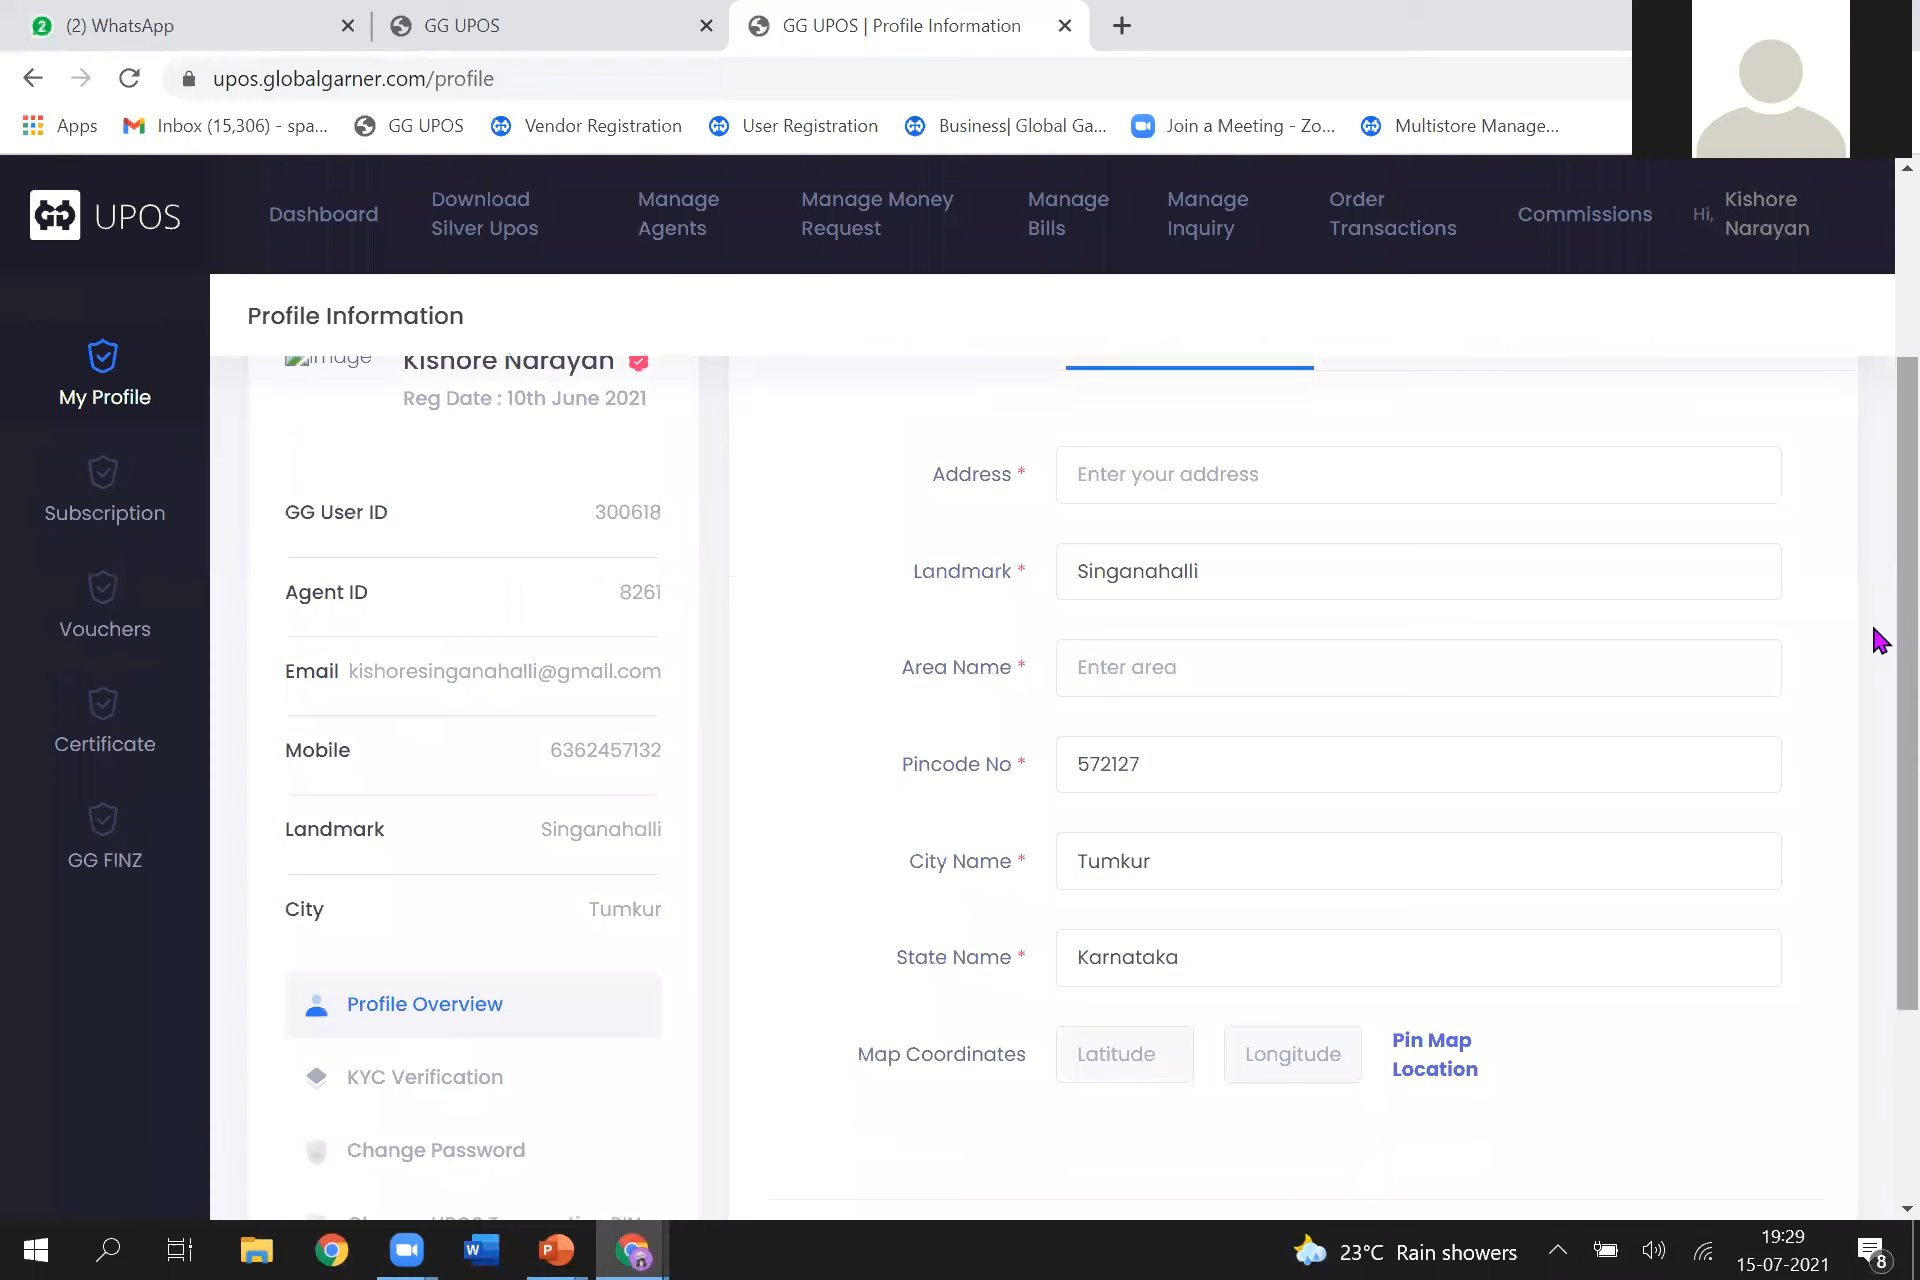 (2) WhatsApp
GG UPOS
GG UPOS | Profile Information
upos.globalgarner.com/profile
Apps
Inbox (15,306) - spa...
GG UPOS
Vendor Registration
User Registration
Business| Global Ga...
Join a Meeting - Zo...
Multistore Manage...
UPOS
Dashboard
Download
Silver Upos
Manage
Agents
Manage Money
Request
Manage
Bills
Manage
Inquiry
Order
Transactions
Commissions
Hi,
Kishore
Narayan
My Profile
Subscription
Vouchers
Certificate
GG FINZ
Profile Information
image
Kishore Narayan
Reg Date : 10th June 2021
GG User ID 300618
Agent ID 8261
Email kishoresinganahalli@gmail.com
Mobile 6362457132
Landmark Singanahalli
City Tumkur
Profile Overview
KYC Verification
Change Password
Address * Enter your address
Landmark * Singanahalli
Area Name * Enter area
Pincode No * 572127
City Name * Tumkur
State Name * Karnataka
Map Coordinates Latitude Longitude
Pin Map
Location
23°C Rain showers
19:29
15-07-2021
8